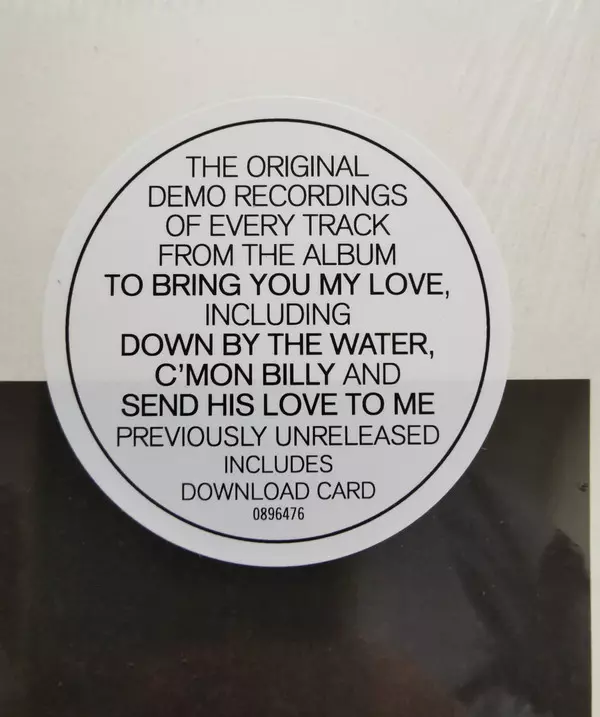 THE ORIGINAL
DEMO RECORDINGS
OF EVERY TRACK
FROM THE ALBUM
TO BRING YOU MY LOVE,
INCLUDING
DOWN BY THE WATER,
C'MON BILLY AND
SEND HIS LOVE TO ME
PREVIOUSLY UNRELEASED
INCLUDES
DOWNLOAD CARD
0896476